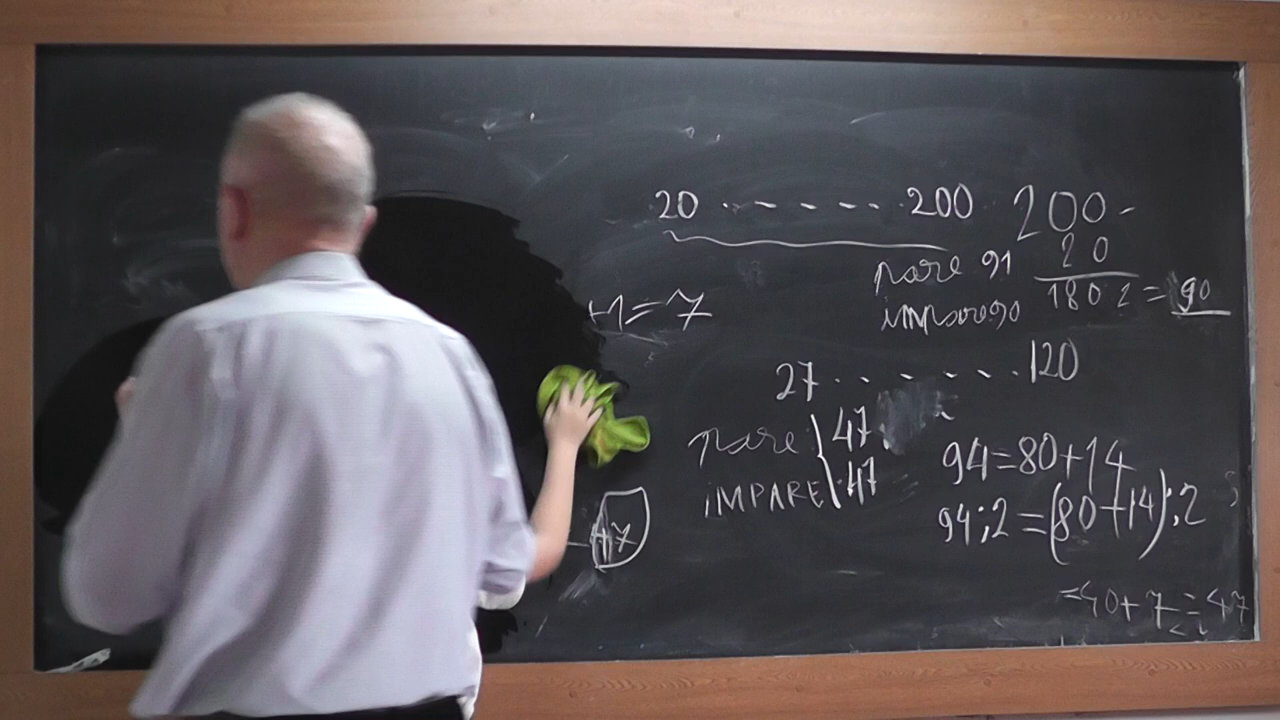 20 . - - - - . 200
200-
20
180 : 2 = 90
pare 91
impare 90
+1=7
27 . . - - - . . 120
pare } 47
IMPARE } 47
94=80+14
94:2=(80+14):2
=40+7=47
47